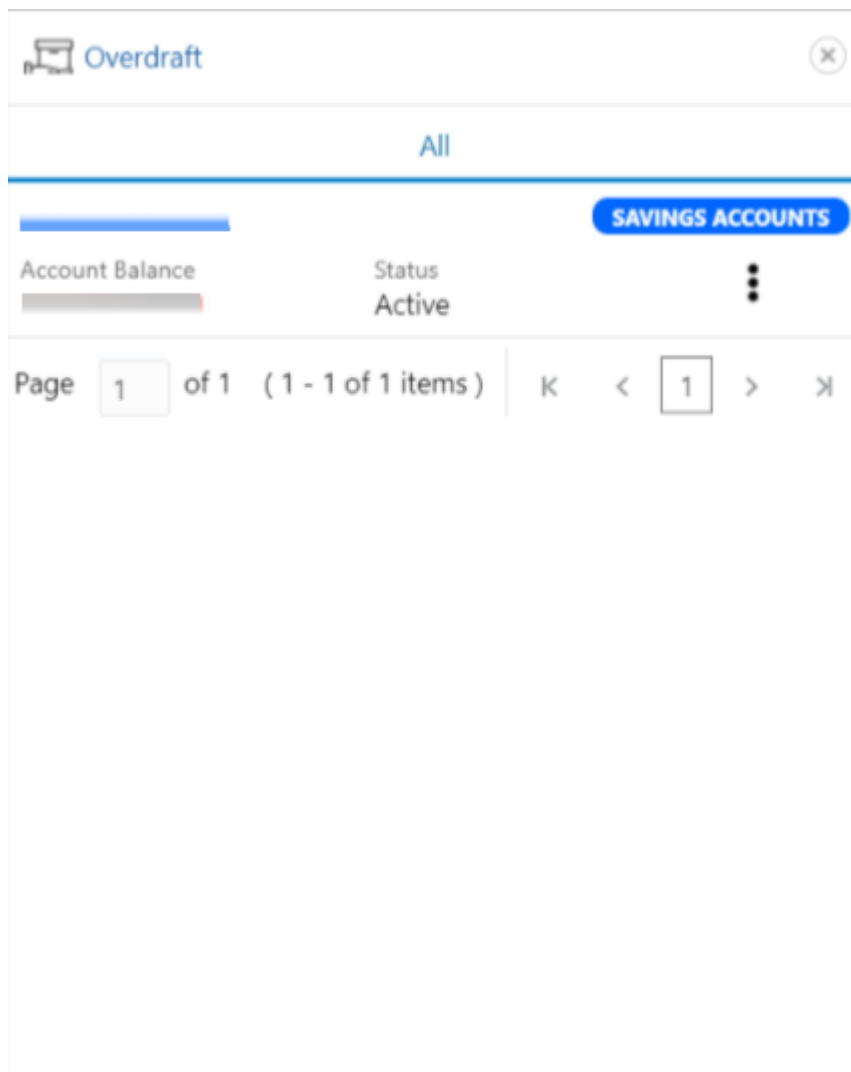 Overdraft
All
SAVINGS ACCOUNTS
Account Balance Status
Active
Page 1 of 1 ( 1 - 1 of 1 items ) 1